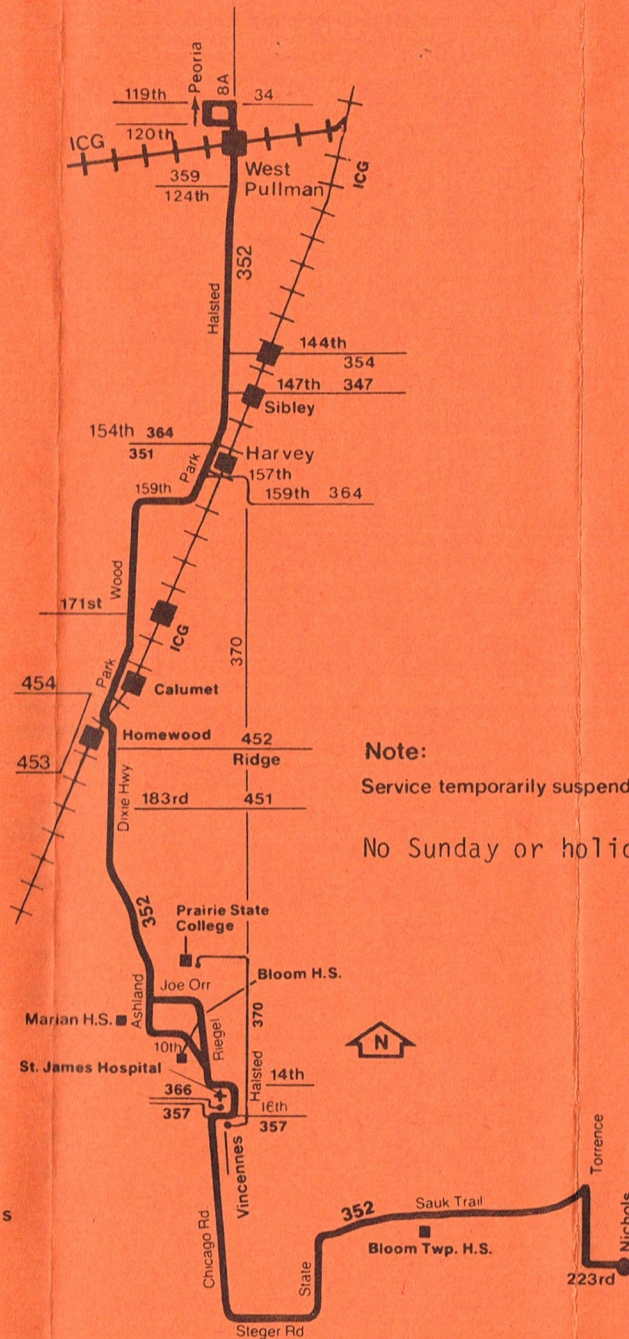 Peoria
8A
119th
34
120th
ICG
West
Pullman
359
124th
ICG
352
Halsted
144th
354
147th 347
Sibley
154th 364
351
Harvey
Park
157th
159th
159th 364
Wood
171st
ICG
370
Park
454
Calumet
Homewood 452
Ridge
453
Note:
Service temporarily suspend
Dixie Hwy
183rd 451
No Sunday or holid
352
Prairie State
College
Bloom H.S.
Joe Orr
Ashland
Marian H.S.
Riegel
370
N
10th
St. James Hospital
Halsted
14th
366
16th
357
357
Vincennes
Torrence
s
352
Sauk Trail
Bloom Twp. H.S.
Nichols
Chicago Rd
State
223rd
Steger Rd